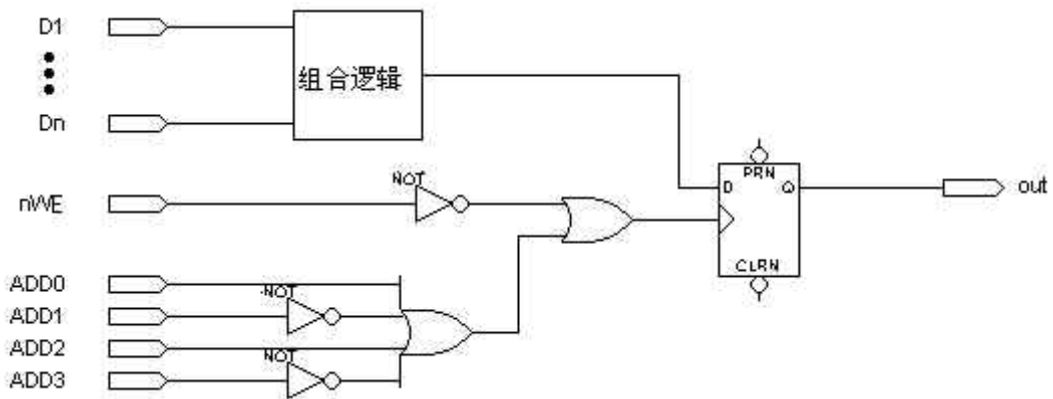 D1
组合逻辑
Dn
PRN
D Q
CLRN
out
nWE
NOT
ADD0
NOT
ADD1
ADD2
NOT
ADD3